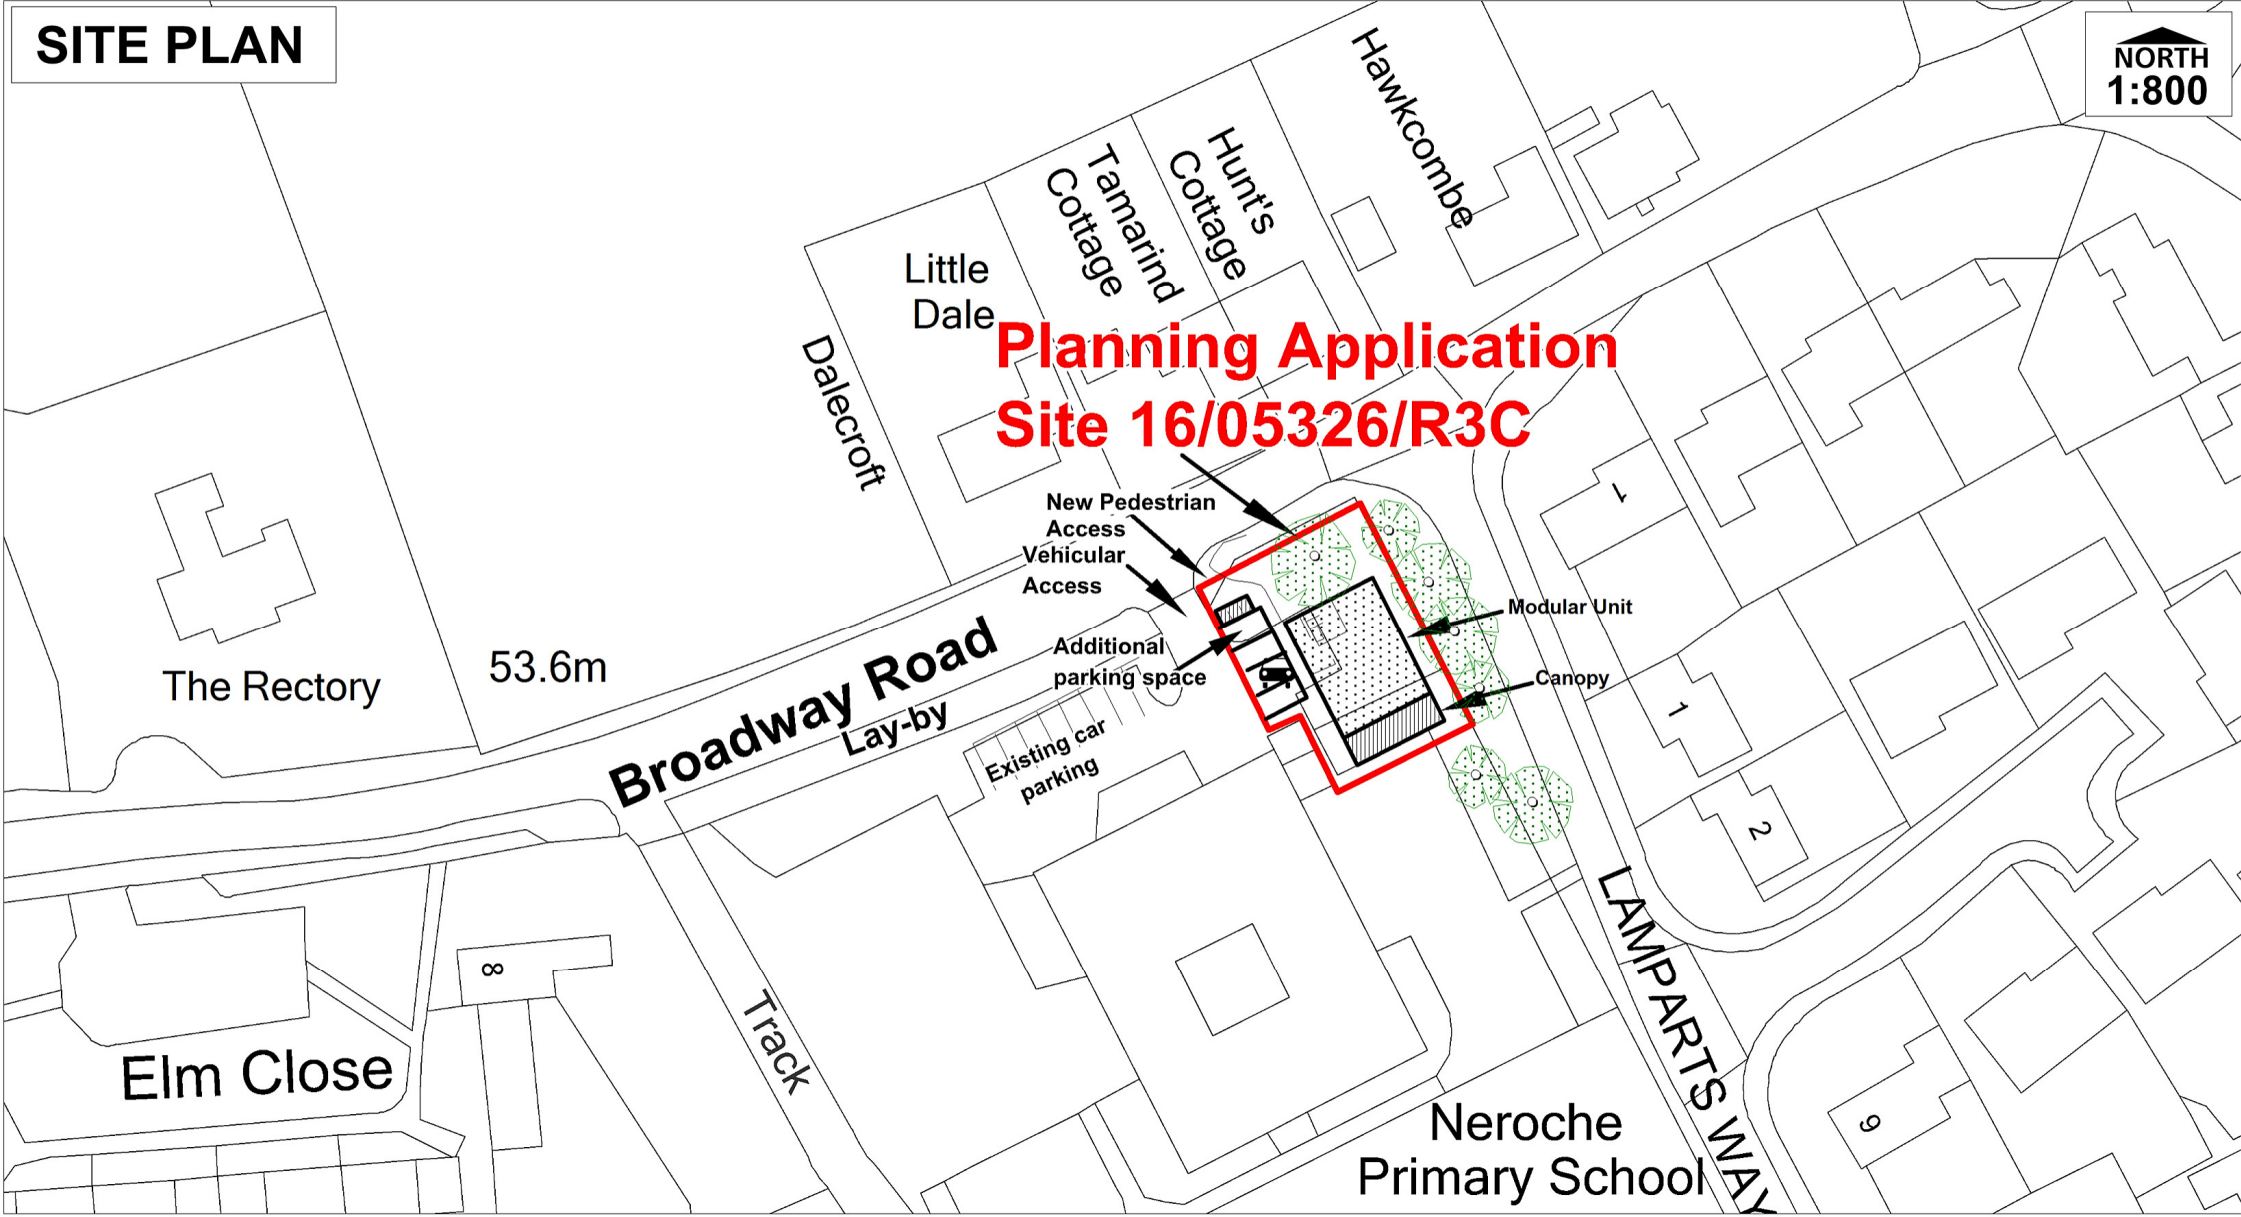 SITE PLAN
NORTH
1:800
Hawkcombe
Hunt's
Cottage
Tamarind
Cottage
Little
Dale
Dalecroft
Planning Application
Site 16/05326/R3C
New Pedestrian
Access
Vehicular
Access
Additional
parking space
Modular Unit
Canopy
The Rectory
53.6m
Broadway Road
Lay-by
Existing car
parking
1
1
2
8
Elm Close
Track
LAMPARTS WAY
Neroche
Primary School
9